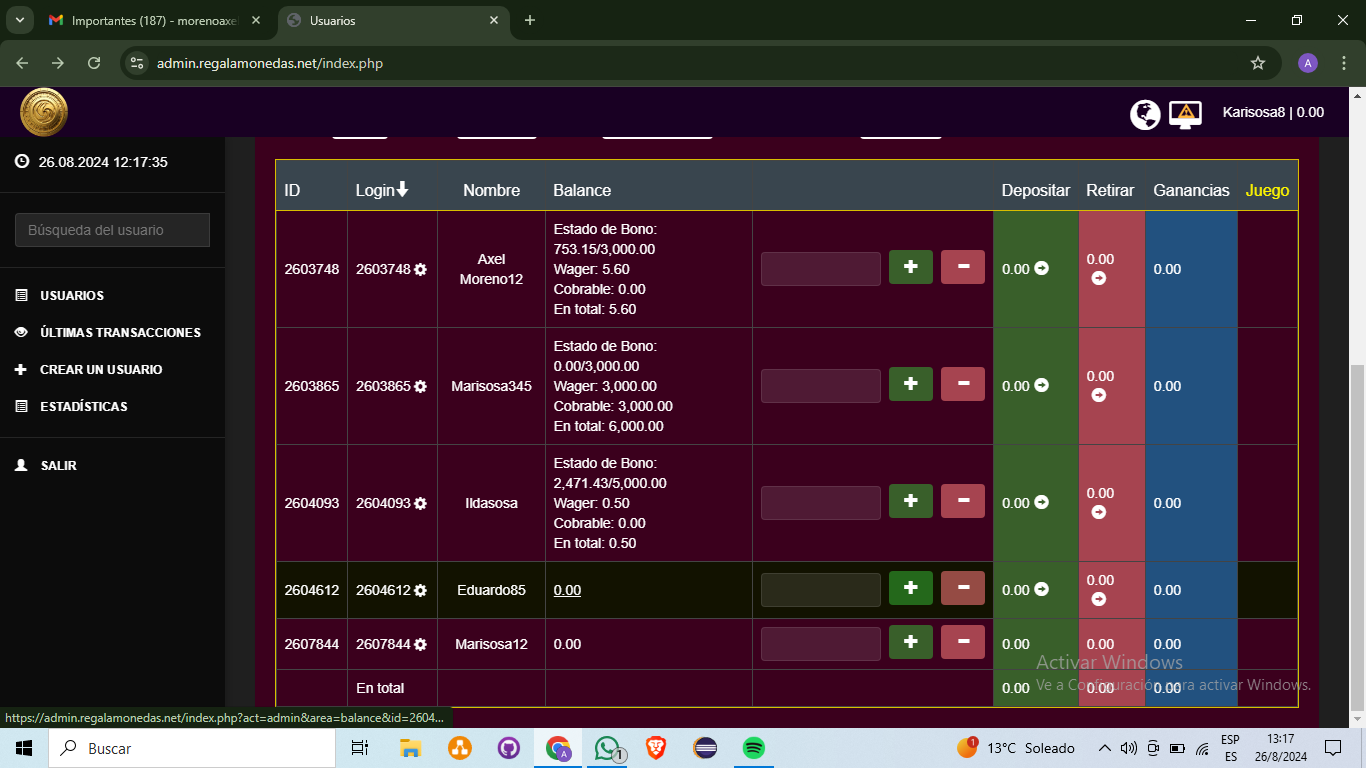 Importantes (187) - morenoaxel
Usuarios
admin.regalamonedas.net/index.php
A
Karisosa8 | 0.00
26.08.2024 12:17:35
Búsqueda del usuario
USUARIOS
ÚLTIMAS TRANSACCIONES
CREAR UN USUARIO
ESTADÍSTICAS
SALIR
ID Login Nombre Balance Depositar Retirar Ganancias Juego
2603748 2603748 Axel Moreno12
Estado de Bono:
753.15/3,000.00
Wager: 5.60
Cobrable: 0.00
En total: 5.60
+ - 0.00 0.00 0.00
2603865 2603865 Marisosa345
Estado de Bono:
0.00/3,000.00
Wager: 3,000.00
Cobrable: 3,000.00
En total: 6,000.00
+ - 0.00 0.00 0.00
2604093 2604093 Ildasosa
Estado de Bono:
2,471.43/5,000.00
Wager: 0.50
Cobrable: 0.00
En total: 0.50
+ - 0.00 0.00 0.00
2604612 2604612 Eduardo85 0.00 + - 0.00 0.00 0.00
2607844 2607844 Marisosa12 0.00 + - 0.00 0.00 0.00
En total 0.00 0.00 0.00
Activar Windows
Ve a Configuración para activar Windows.
https://admin.regalamonedas.net/index.php?act=admin&area=balance&id=2604...
Buscar
A
1
1
13°C Soleado
ESP
ES
13:17
26/8/2024